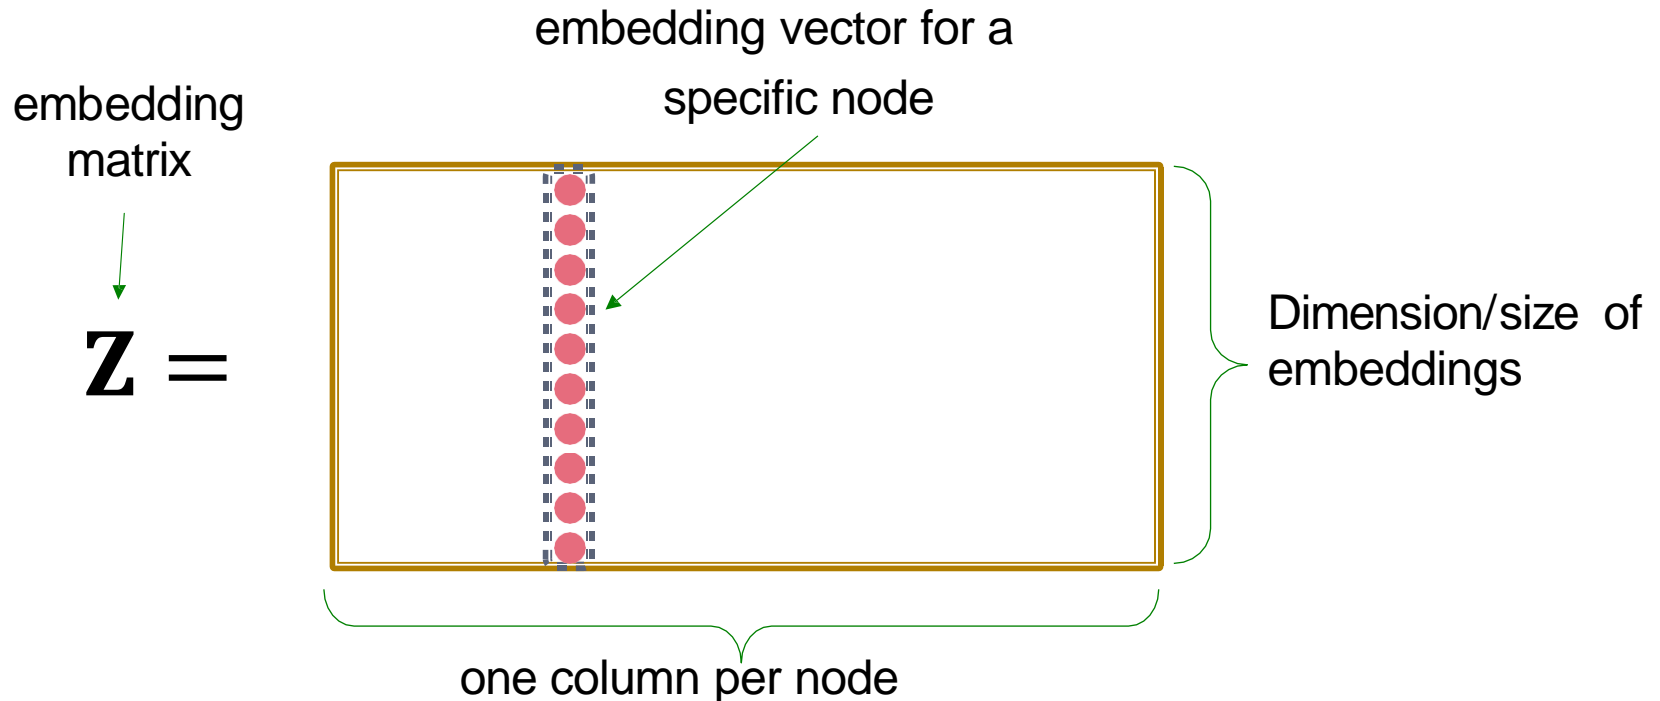 embedding vector for a
specific node
embedding
matrix
Z =
Dimension/size of
embeddings
one column per node